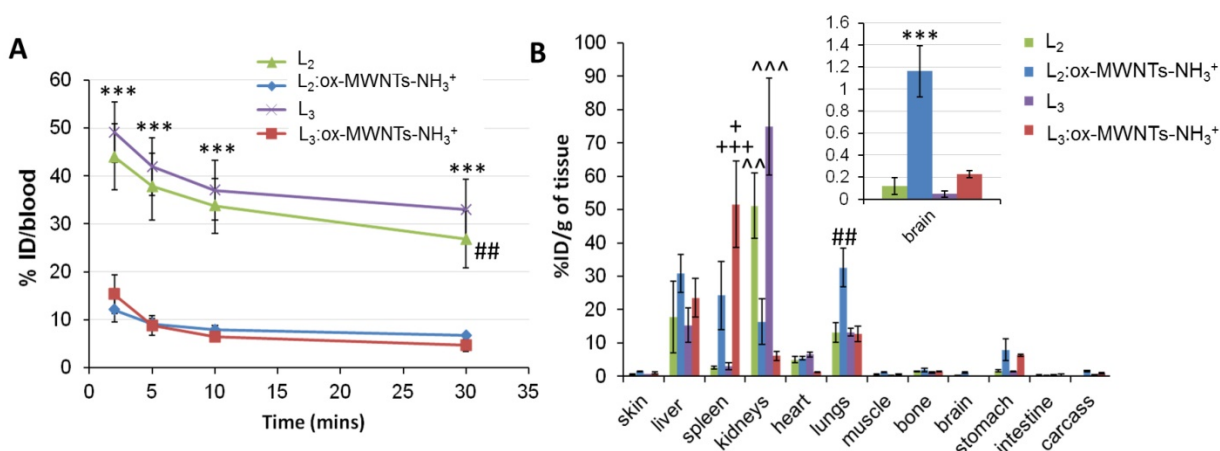 A
L2
L2:ox-MWNTs-NH3+
L3
L3:ox-MWNTs-NH3+
% ID/blood
60
50
40
30
20
10
0
***
***
***
***
##
0 5 10 15 20 25 30 35
Time (mins)
B
%ID/g of tissue
100
90
80
70
60
50
40
30
20
10
0
+
+++
^^
^^^
##
skin
liver
spleen
kidneys
heart
lungs
muscle
bone
brain
stomach
intestine
carcass
1.6
1.4
1.2
1
0.8
0.6
0.4
0.2
0
***
brain
L2
L2:ox-MWNTs-NH3+
L3
L3:ox-MWNTs-NH3+